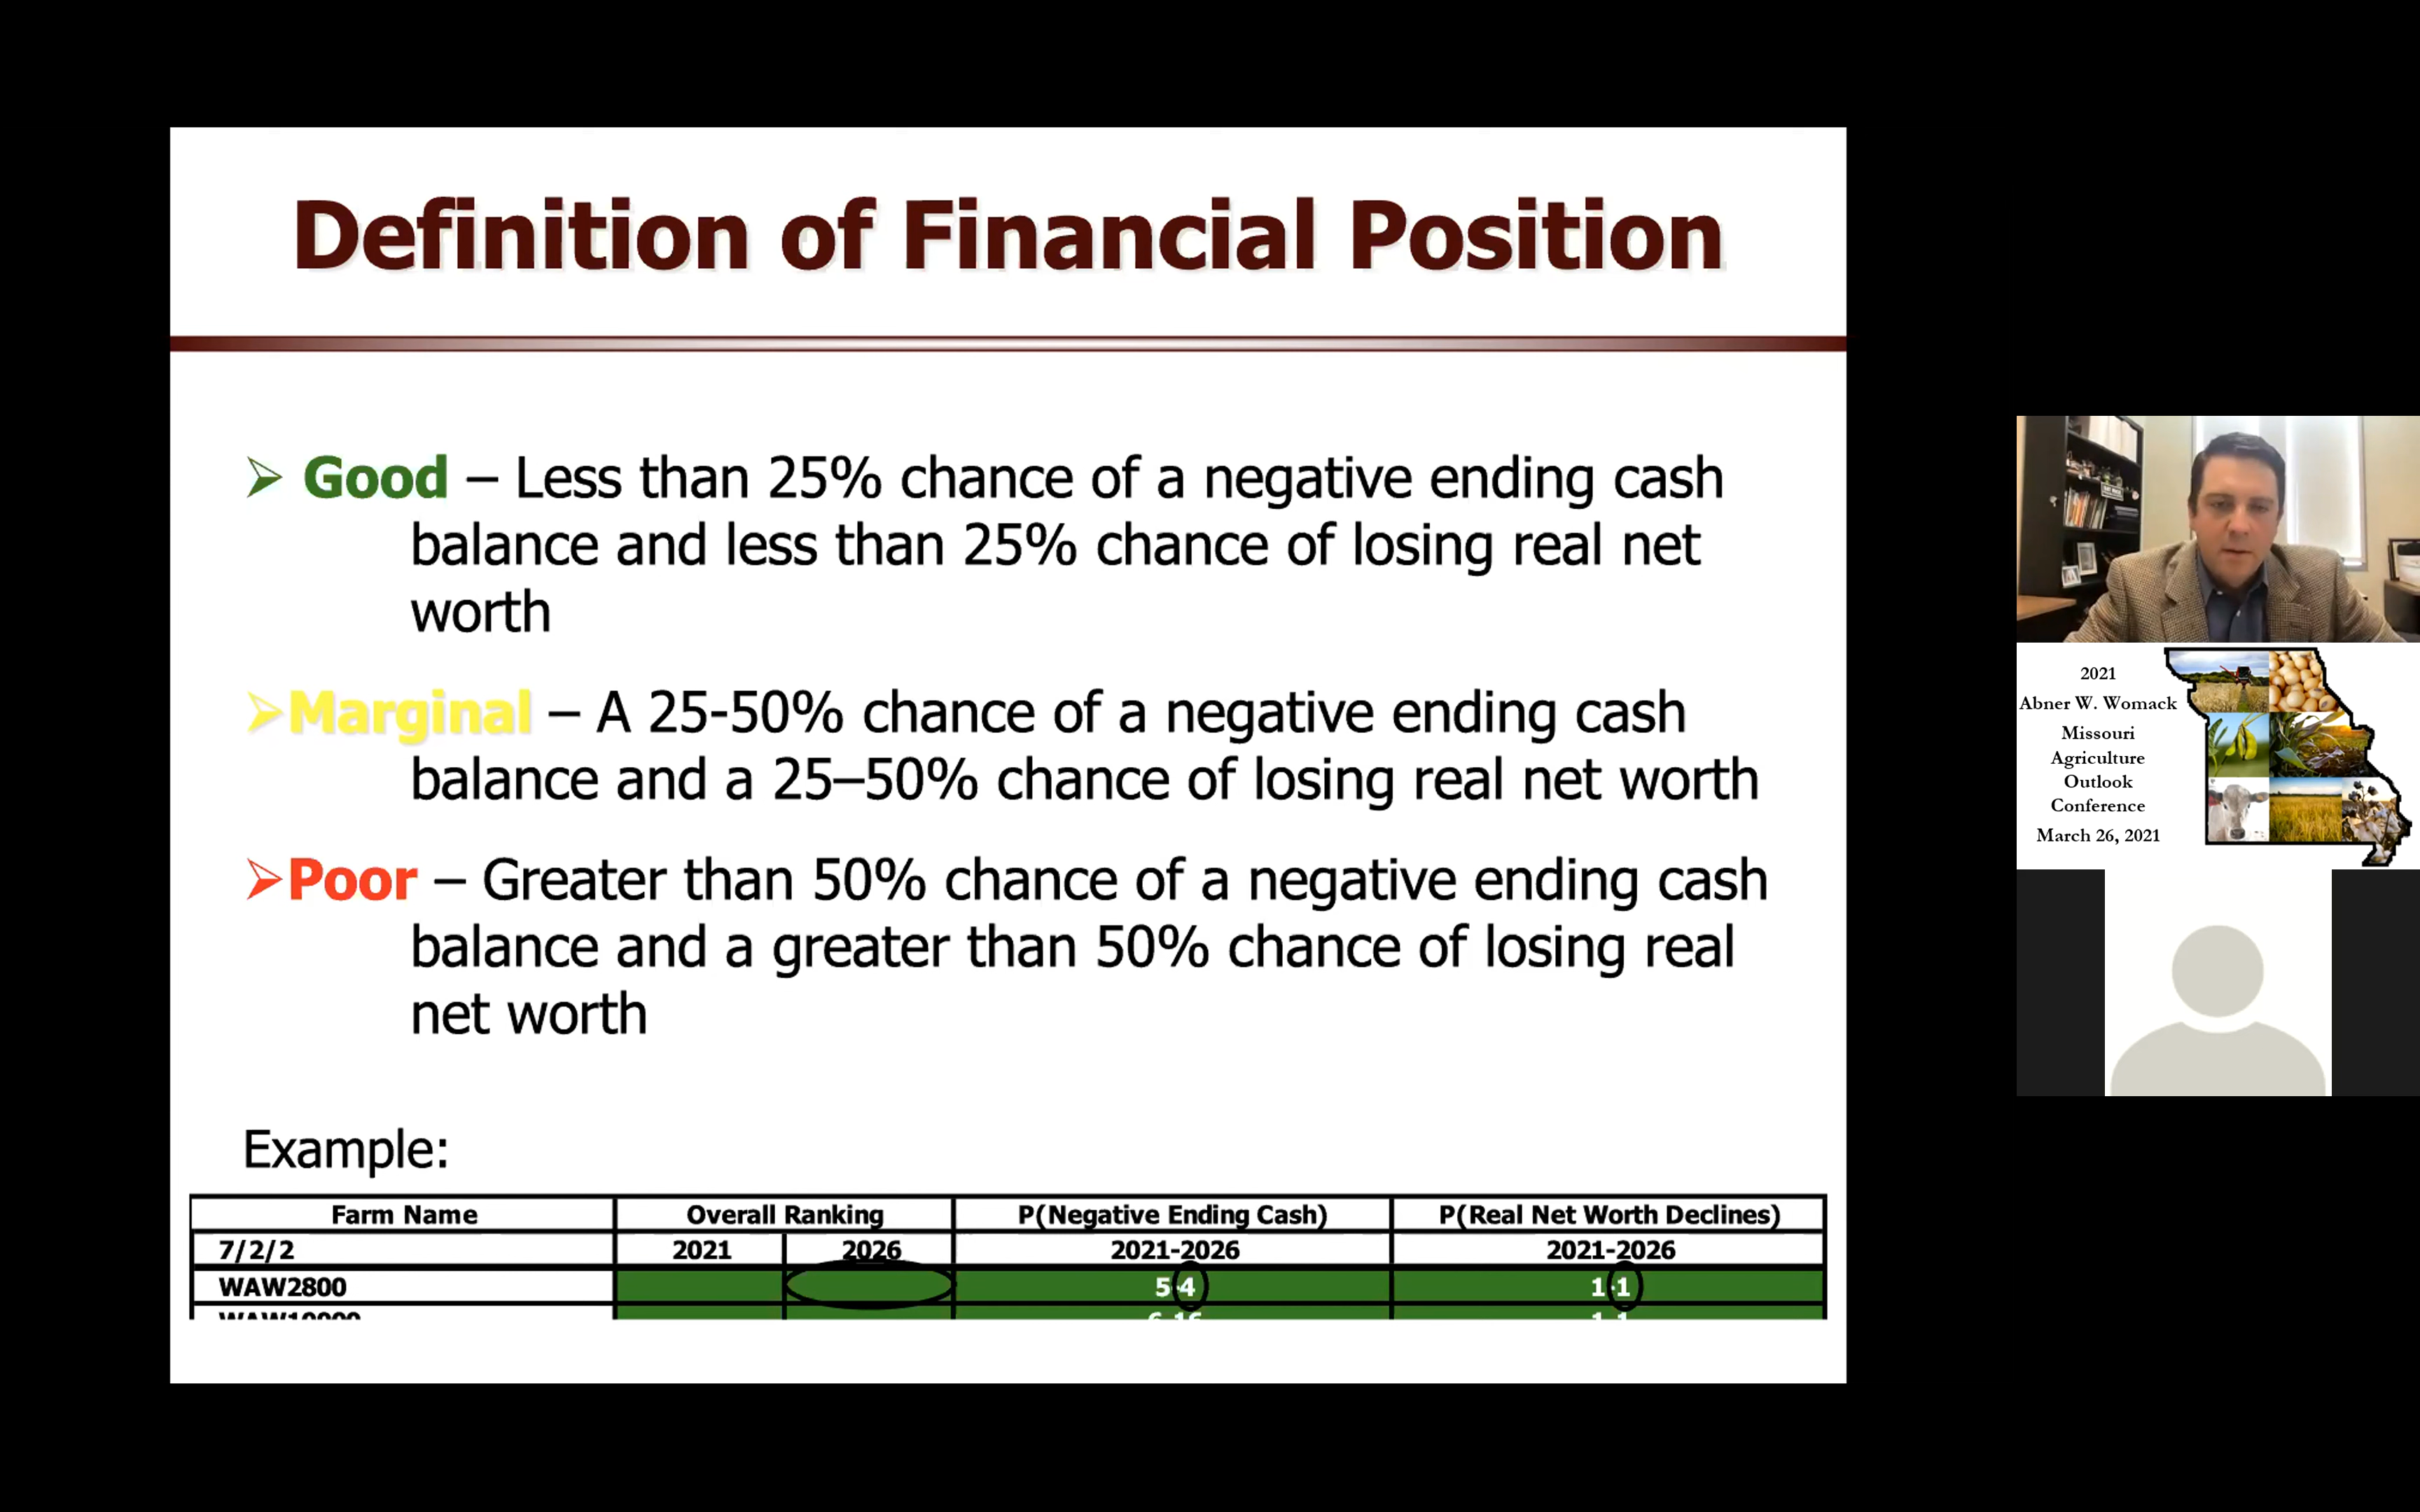 Definition of Financial Position
➢ Good – Less than 25% chance of a negative ending cash
balance and less than 25% chance of losing real net
worth
➢Marginal – A 25-50% chance of a negative ending cash
balance and a 25–50% chance of losing real net worth
➢Poor – Greater than 50% chance of a negative ending cash
balance and a greater than 50% chance of losing real
net worth
Example:
Farm Name Overall Ranking P(Negative Ending Cash) P(Real Net Worth Declines)
7/2/2 2021 2026 2021-2026 2021-2026
WAW2800 5-4 1-1
6-16 1-1
2021
Abner W. Womack
Missouri
Agriculture
Outlook
Conference
March 26, 2021